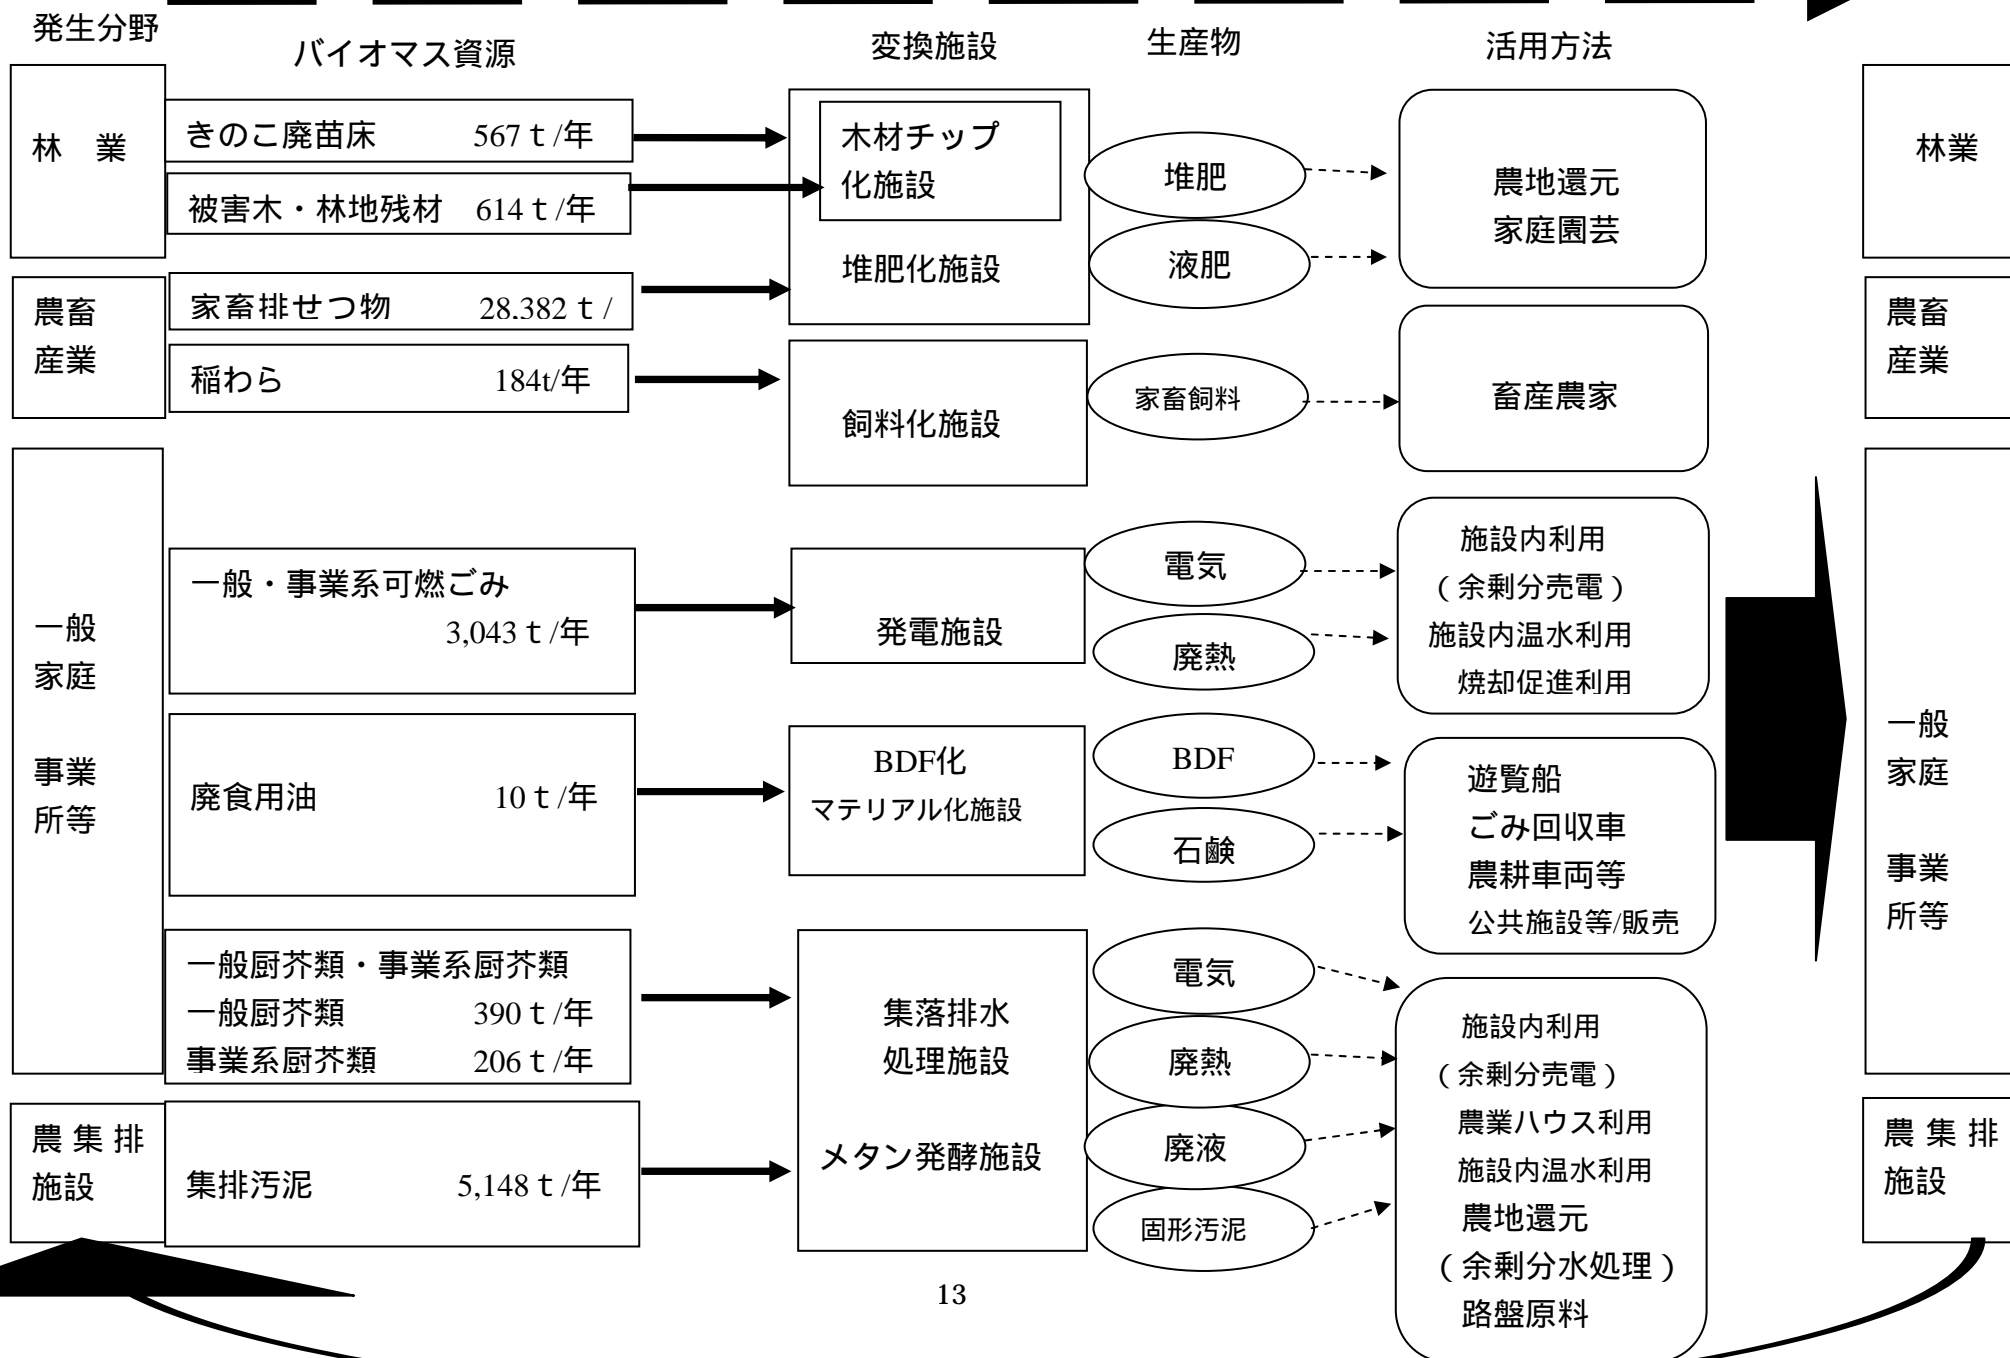 発生分野
バイオマス資源
変換施設
生産物
活用方法
林　業
きのこ廃苗床　567ｔ/年
被害木・林地残材　614ｔ/年
農畜
産業
家畜排せつ物　28.382ｔ/
稲わら　184t/年
一般
家庭
事業
所等
一般・事業系可燃ごみ
3,043ｔ/年
廃食用油　10ｔ/年
一般厨芥類・事業系厨芥類
一般厨芥類　390ｔ/年
事業系厨芥類　206ｔ/年
農 集 排
施設
集排汚泥　5,148ｔ/年
木材チップ
化施設
堆肥化施設
飼料化施設
発電施設
BDF化
マテリアル化施設
集落排水
処理施設
メタン発酵施設
堆肥
液肥
家畜飼料
電気
廃熱
BDF
石鹸
電気
廃熱
廃液
固形汚泥
農地還元
家庭園芸
畜産農家
施設内利用
（余剰分売電）
施設内温水利用
焼却促進利用
遊覧船
ごみ回収車
農耕車両等
公共施設等/販売
施設内利用
（余剰分売電）
農業ハウス利用
施設内温水利用
農地還元
（余剰分水処理）
路盤原料
林業
農畜
産業
一般
家庭
事業
所等
農 集 排
施設
13